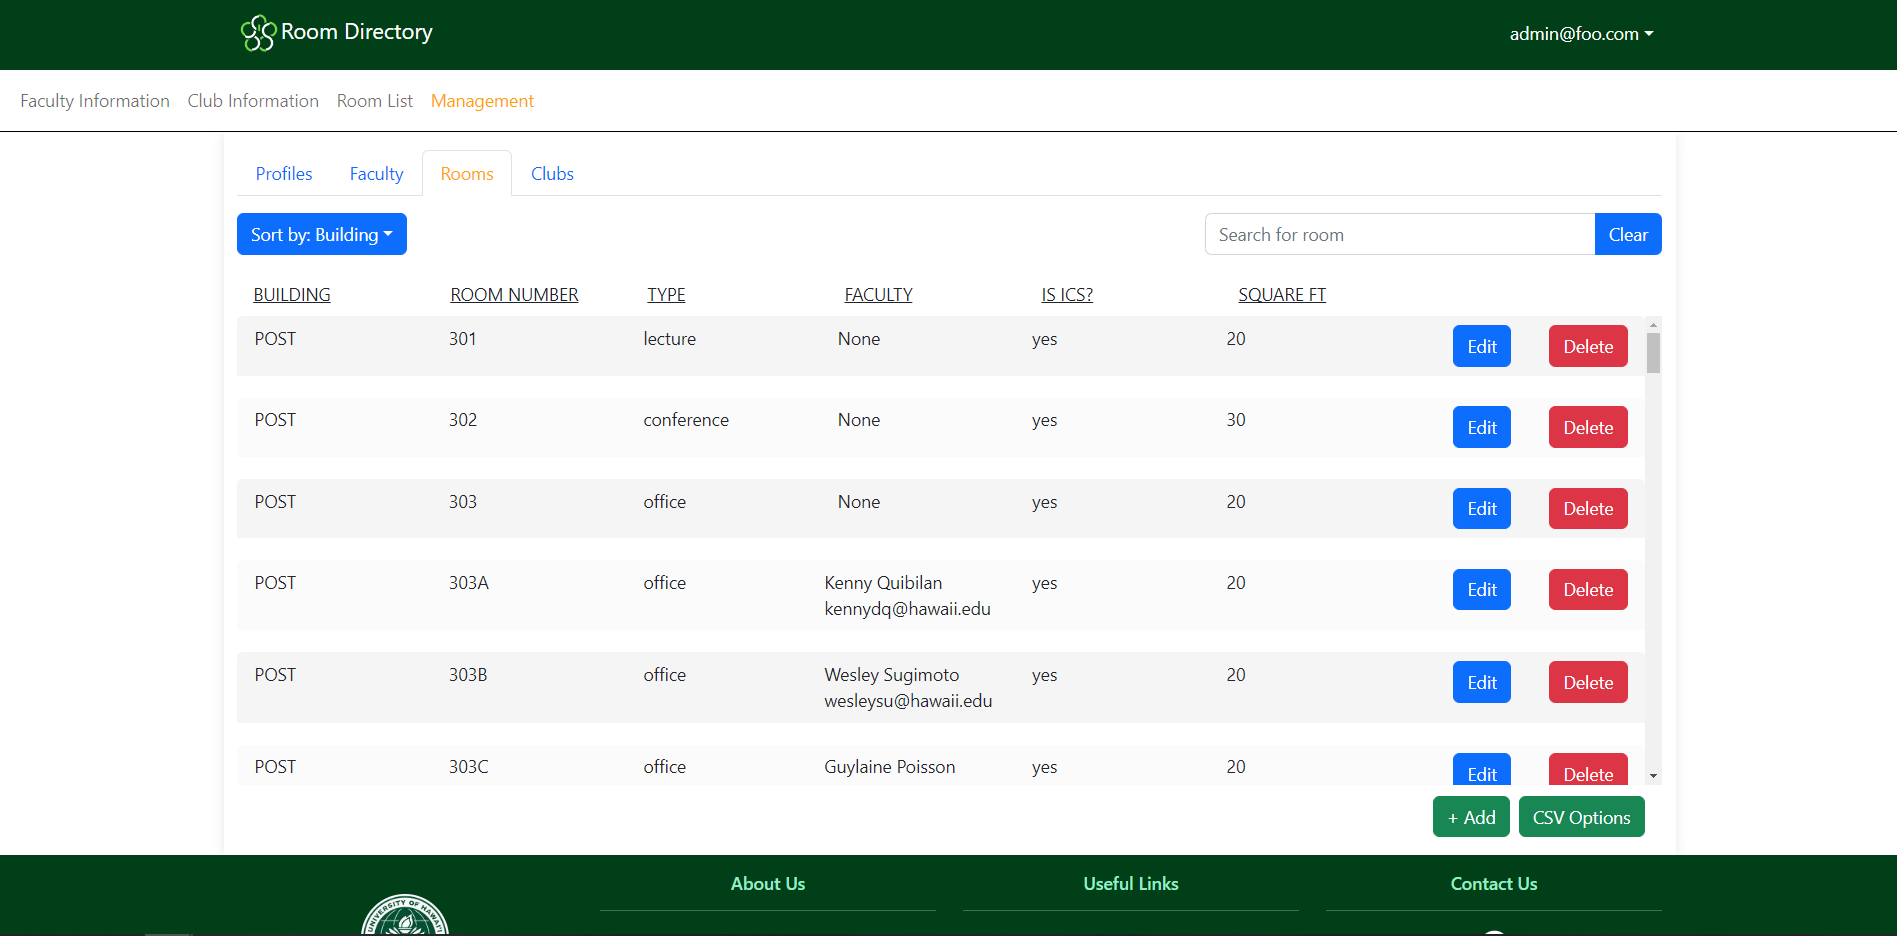 Room Directory
admin@foo.com
Faculty Information Club Information Room List Management
Profiles Faculty Rooms Clubs
Sort by: Building
Search for room Clear
BUILDING ROOM NUMBER TYPE FACULTY IS ICS? SQUARE FT
POST 301 lecture None yes 20 Edit Delete
POST 302 conference None yes 30 Edit Delete
POST 303 office None yes 20 Edit Delete
POST 303A office Kenny Quibilan yes 20 Edit Delete
kennydq@hawaii.edu
POST 303B office Wesley Sugimoto yes 20 Edit Delete
wesleysu@hawaii.edu
POST 303C office Guylaine Poisson yes 20 Edit Delete
+ Add CSV Options
About Us Useful Links Contact Us
UNIVERSITY OF HAWAI